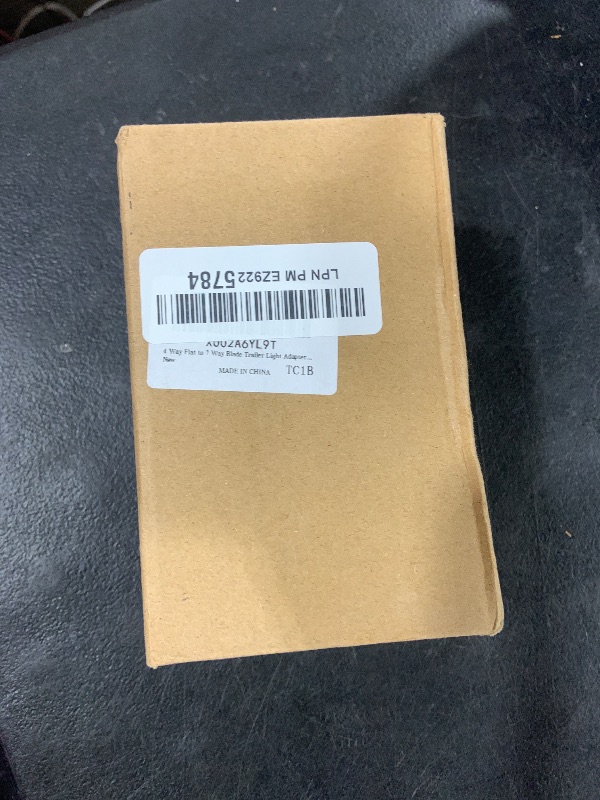 LPN PM EZ9225784
X002A6YL9T
4 Way Flat to 7 Way Blade Trailer Light Adapter ...
New
MADE IN CHINA TC1B